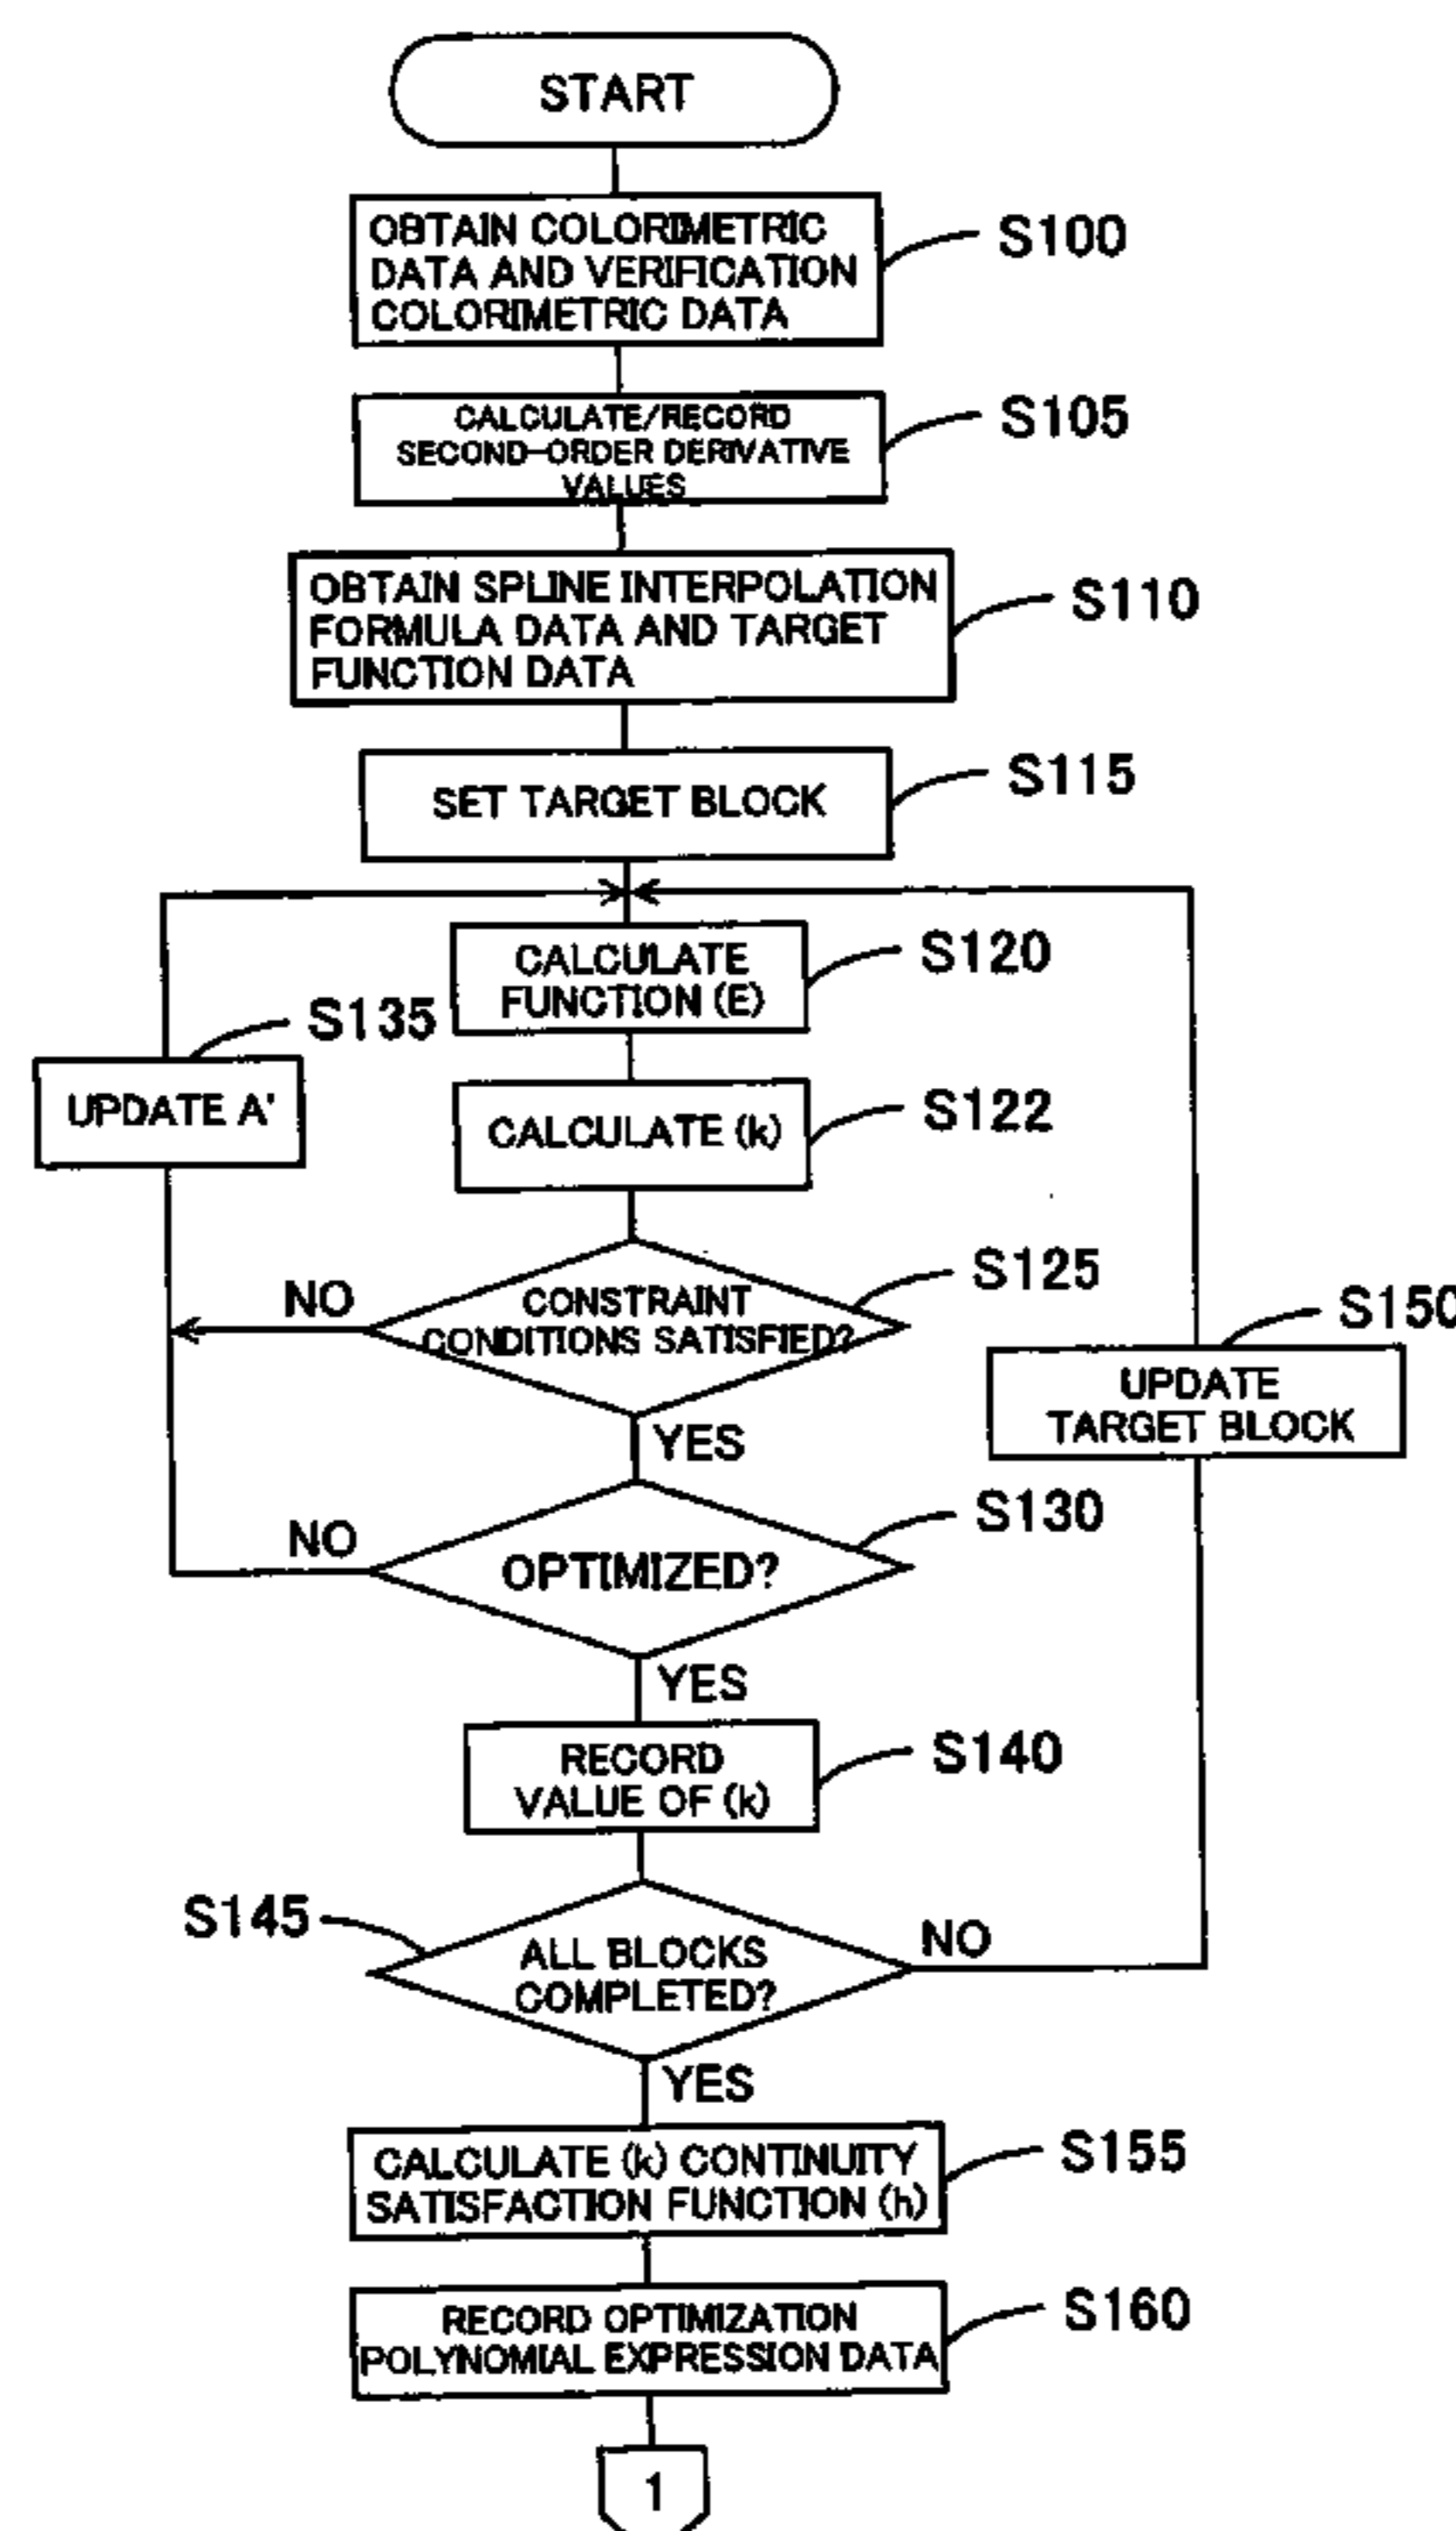 START
OBTAIN COLORIMETRIC
DATA AND VERIFICATION
COLORIMETRIC DATA
S100
CALCULATE/RECORD
SECOND-ORDER DERIVATIVE
VALUES
S105
OBTAIN SPLINE INTERPOLATION
FORMULA DATA AND TARGET
FUNCTION DATA
S110
SET TARGET BLOCK
S115
CALCULATE
FUNCTION (E)
S120
S135
UPDATE A'
CALCULATE (k)
S122
CONSTRAINT
CONDITIONS SATISFIED?
S125
NO
YES
S150
UPDATE
TARGET BLOCK
OPTIMIZED?
S130
NO
YES
RECORD
VALUE OF (k)
S140
S145
ALL BLOCKS
COMPLETED?
NO
YES
CALCULATE (k) CONTINUITY
SATISFACTION FUNCTION (h)
S155
RECORD OPTIMIZATION
POLYNOMIAL EXPRESSION DATA
S160
1